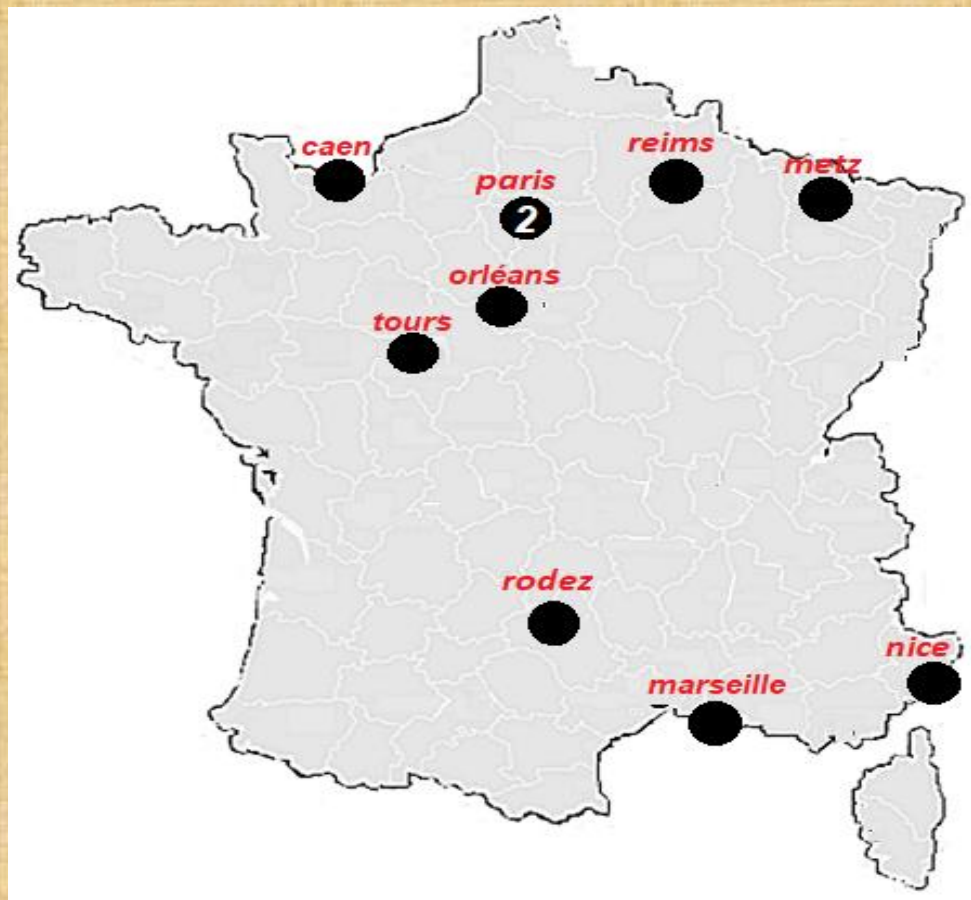 caen
reims
metz
paris
2
orléans
tours
rodez
nice
marseille